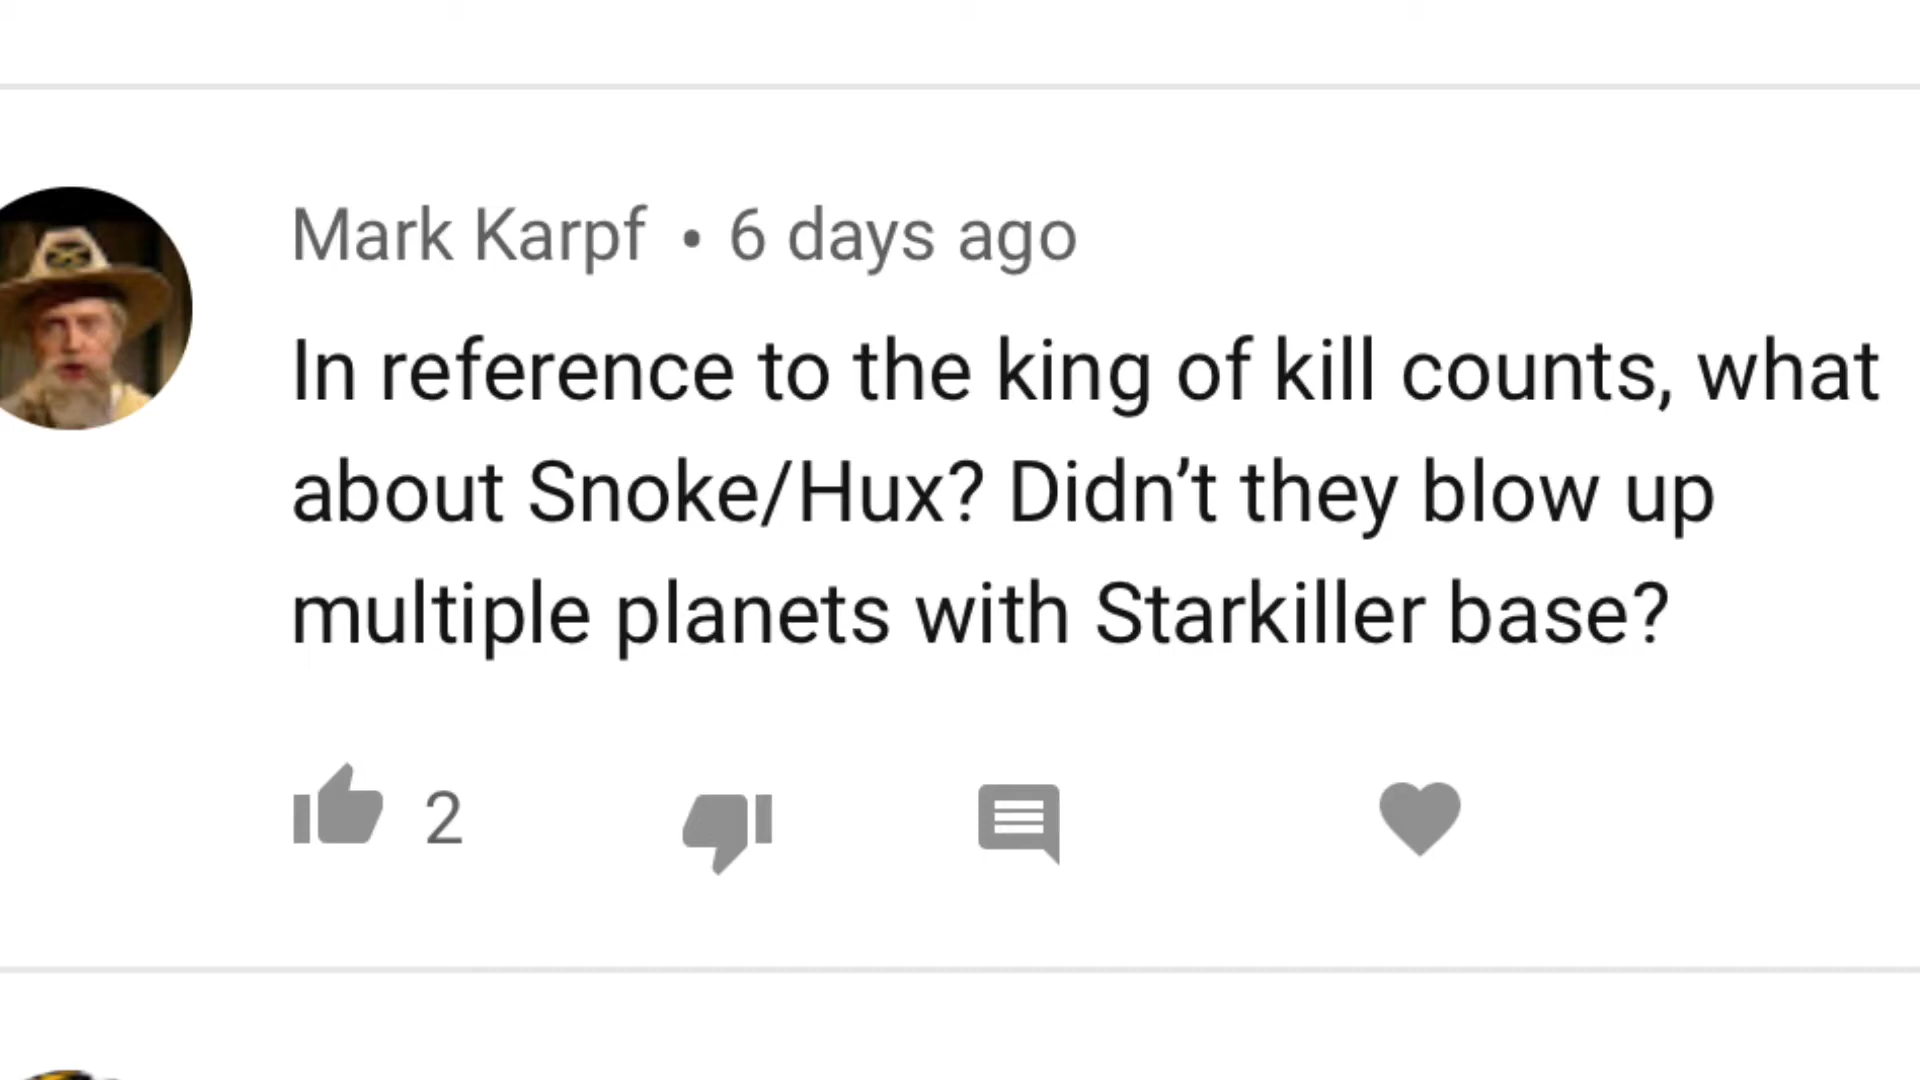 Mark Karpf • 6 days ago
In reference to the king of kill counts, what
about Snoke/Hux? Didn’t they blow up
multiple planets with Starkiller base?
2